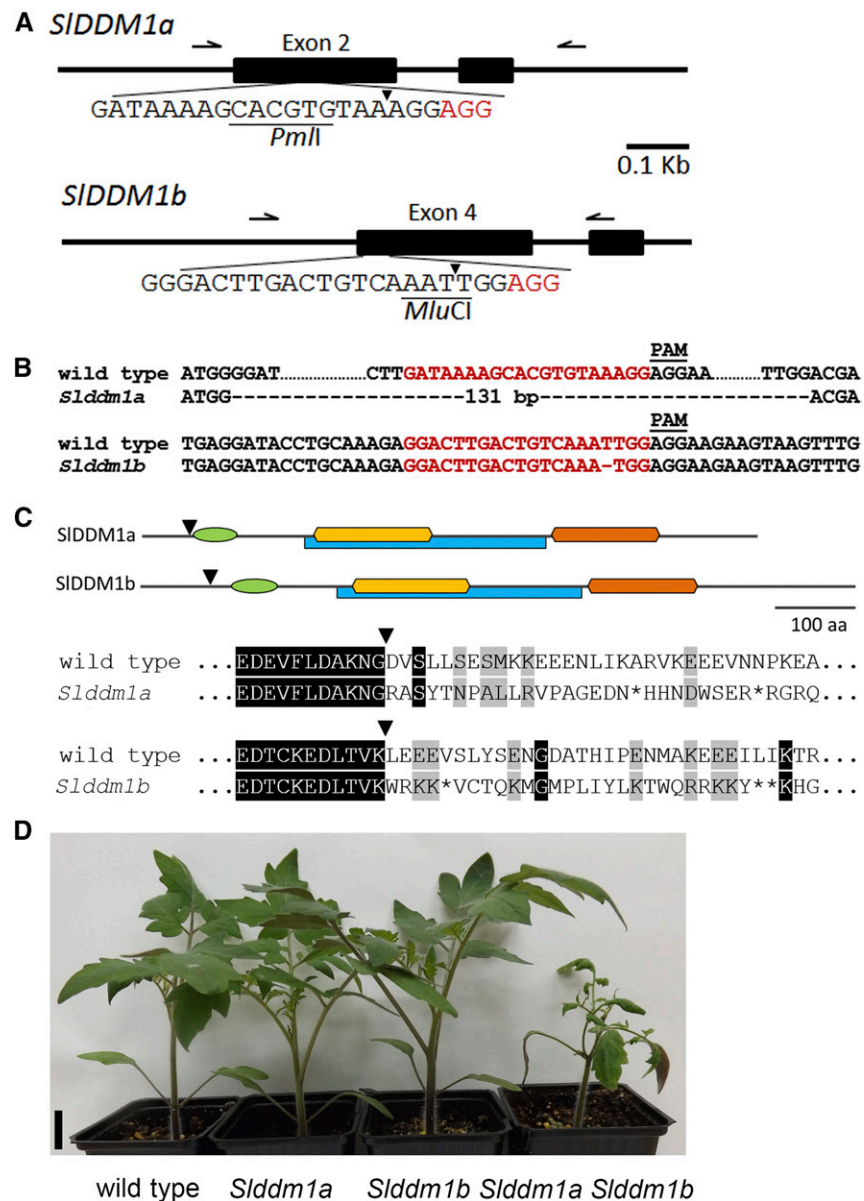 A
SlDDM1a
Exon 2
GATAAAAGCACGTGTAAAGGAGG
PmlI
0.1 Kb
SlDDM1b
Exon 4
GGGACTTGACTGTCAAATTGGAGG
MluCI
B
PAM
wild type ATGGGGAT....................CTTGATAAAAGCACGTGTAAAGGAGGAA...........TTGGACGA
Slddm1a ATGG--------------------131 bp-----------------------ACGA
PAM
wild type TGAGGATACCTGCAAAGAGGACTTGACTGTCAAATTGGAGGAAGAAGTAAGTTTG
Slddm1b TGAGGATACCTGCAAAGAGGACTTGACTGTCAAA-TGGAGGAAGAAGTAAGTTTG
C
SlDDM1a
SlDDM1b
100 aa
wild type ...EDEVFLDAKNGDVSLLSESMKKEEENLIKARVKEEEVNNPKEA...
Slddm1a ...EDEVFLDAKNGRASYTNPALLRVPAGEDN*HHNDWSER*RGRQ...
wild type ...EDTCKEDLTVKLEEEVSLYSENGDATHIPENMAKEEEILIKTR...
Slddm1b ...EDTCKEDLTVKWRKK*VCTQKMGMPLIYLKTWQRRKKY**KHG...
D
wild type Slddm1a Slddm1b Slddm1a Slddm1b